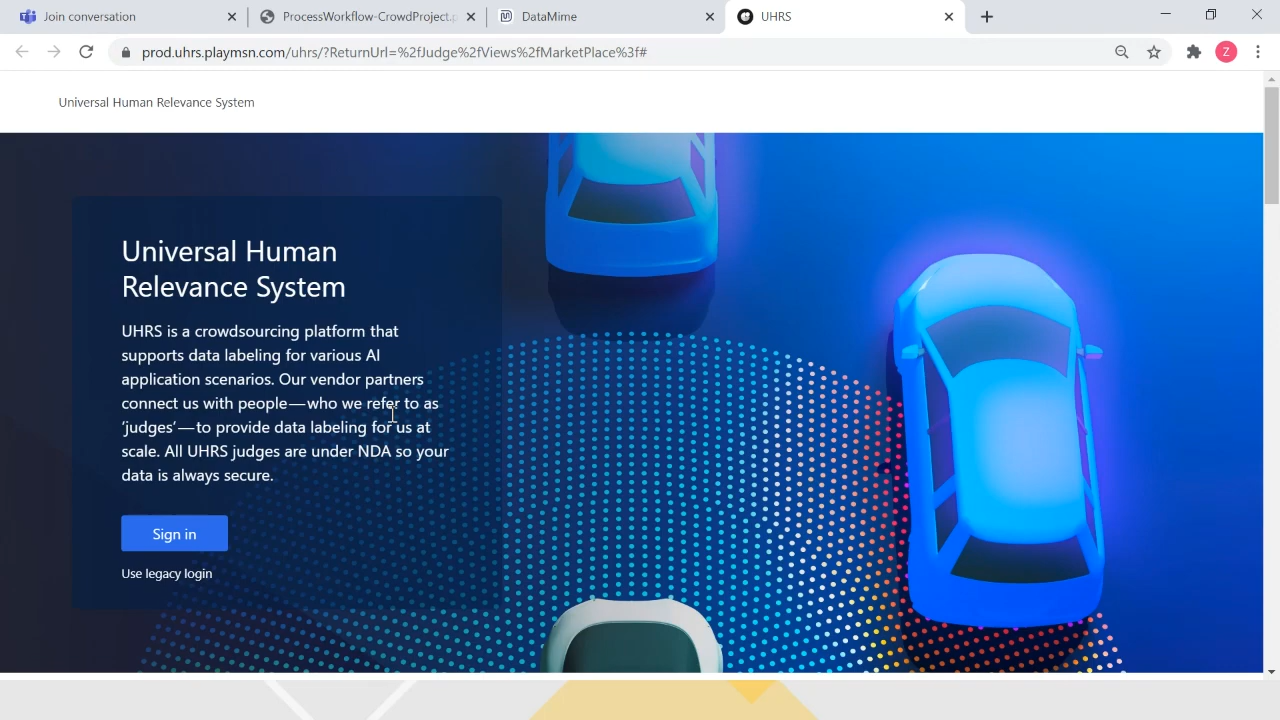 Join conversation
ProcessWorkflow-CrowdProject.p
DataMime
UHRS
prod.uhrs.playmsn.com/uhrs/?ReturnUrl=%2fJudge%2fViews%2fMarketPlace%3f#
Z
Universal Human Relevance System
Universal Human
Relevance System
UHRS is a crowdsourcing platform that
supports data labeling for various AI
application scenarios. Our vendor partners
connect us with people—who we refer to as
‘judges’—to provide data labeling for us at
scale. All UHRS judges are under NDA so your
data is always secure.
Sign in
Use legacy login